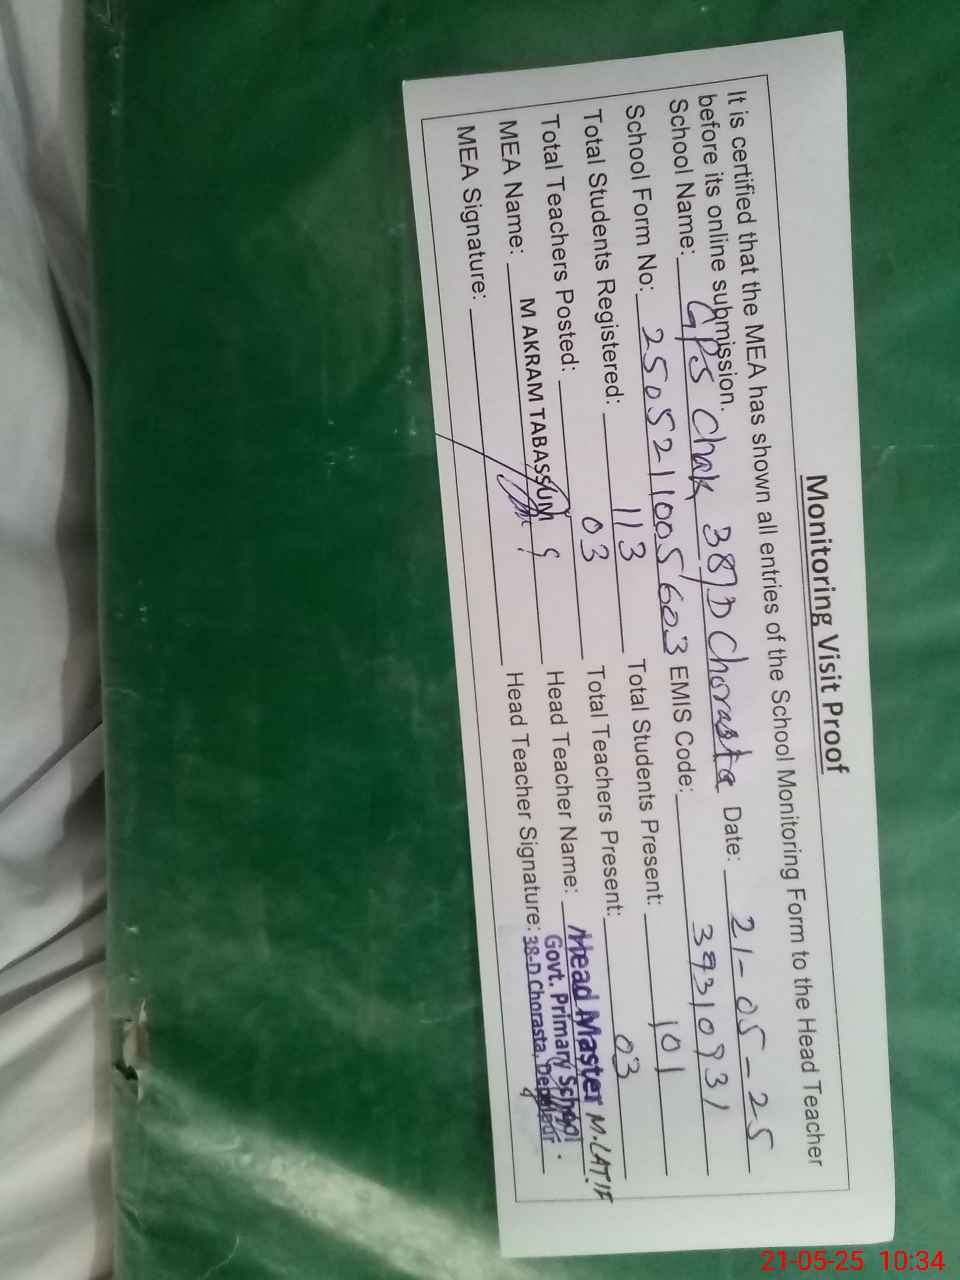 Monitoring Visit Proof
It is certified that the MEA has shown all entries of the School Monitoring Form to the Head Teacher
before its online submission.
School Name: GPS Chak 38/D Chorasta Date: 21-05-25
School Form No: 2505211005603 EMIS Code: 39310931
Total Students Registered: 113 Total Students Present: 101
Total Teachers Posted: 03 Total Teachers Present: 03
MEA Name: M AKRAM TABASSUM Head Teacher Name: M.LATIF
MEA Signature: Head Teacher Signature:
Head Master
Govt. Primary School
38-D Chorasta, Depalpur
21-05-25 10:34